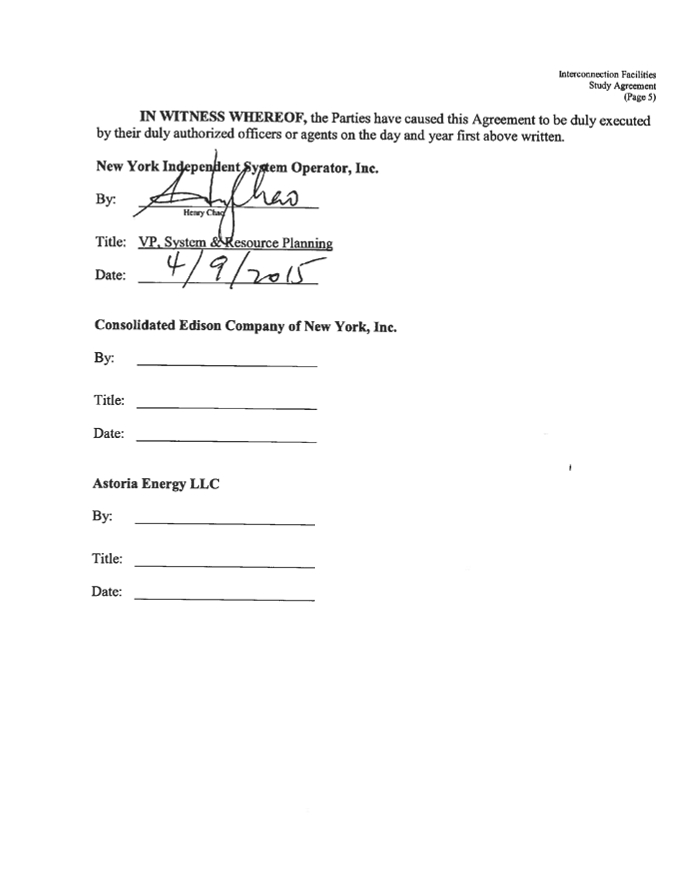 Interconnection Facilities
Study Agreement
(Page 5)
IN WITNESS WHEREOF, the Parties have caused this Agreement to be duly executed
by their duly authorized officers or agents on the day and year first above written.
New York Independent System Operator, Inc.
By:
Henry Chao
Title: VP, System & Resource Planning
Date: 4/9/2015
Consolidated Edison Company of New York, Inc.
By:
Title:
Date:
Astoria Energy LLC
By:
Title:
Date: